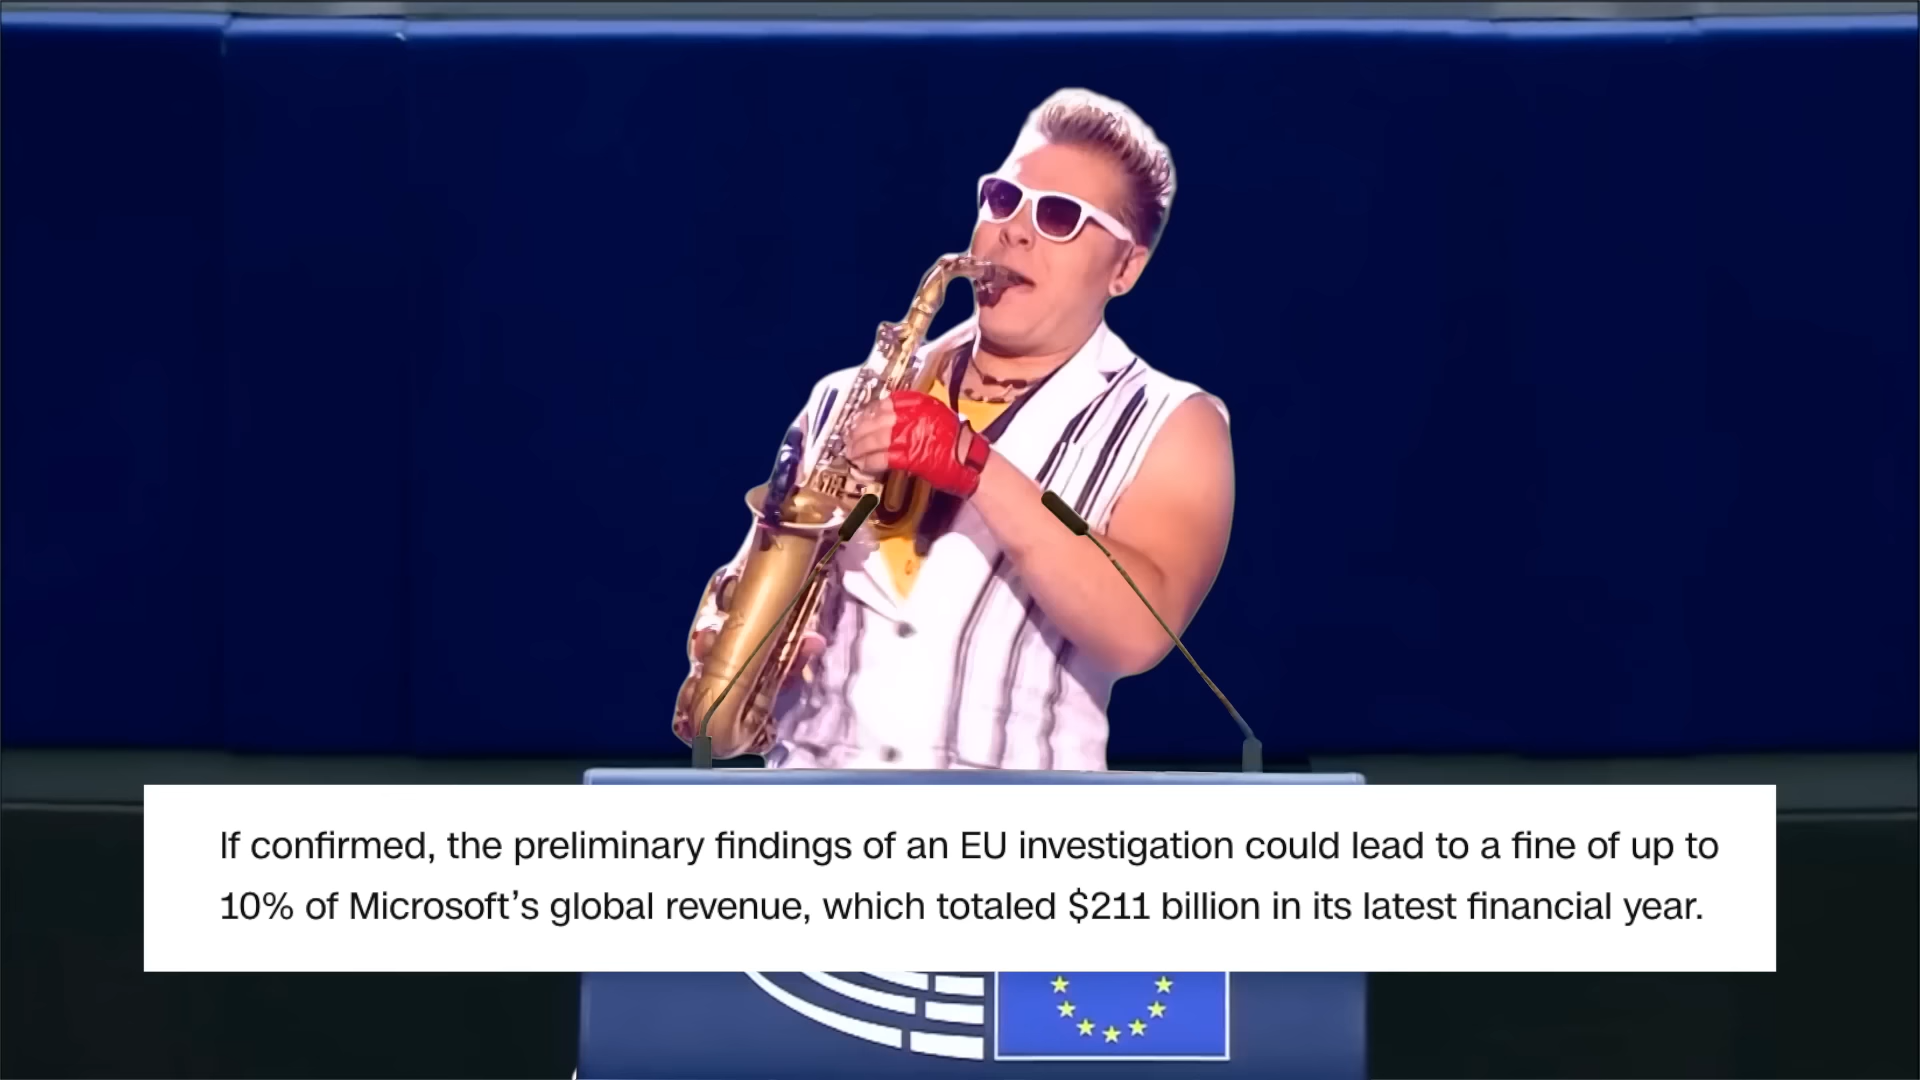 If confirmed, the preliminary findings of an EU investigation could lead to a fine of up to
10% of Microsoft’s global revenue, which totaled $211 billion in its latest financial year.